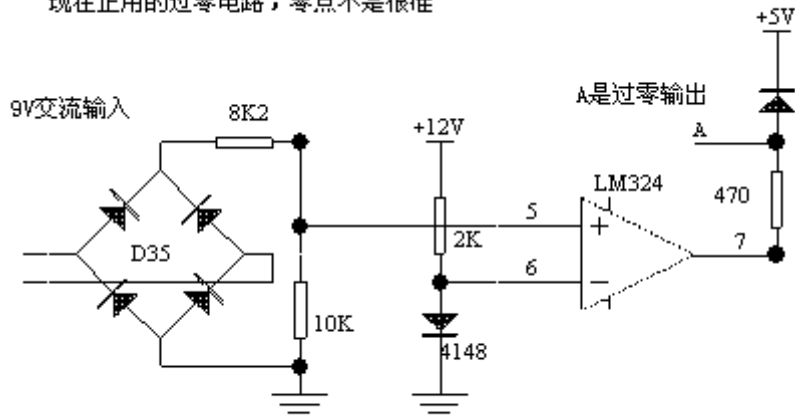 现在正用的过零电路，零点不是很准
+5V
9V交流输入
8K2
A是过零输出
+12V
A
LM324
470
5
2K
7
D35
6
10K
4148